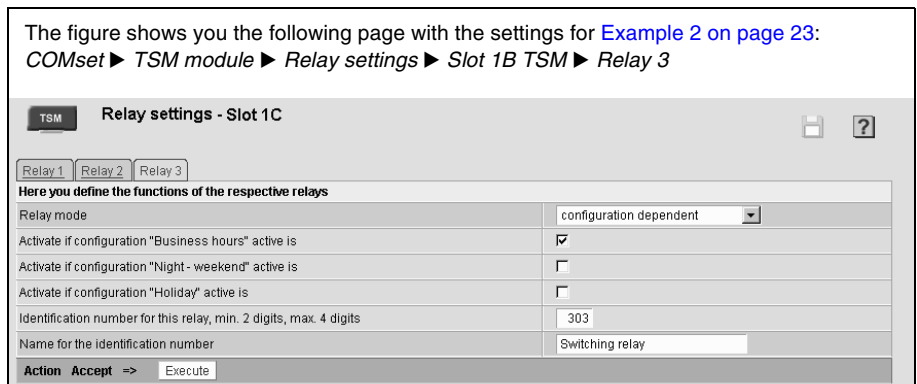 The figure shows you the following page with the settings for Example 2 on page 23:
COMset ▶ TSM module ▶ Relay settings ▶ Slot 1B TSM ▶ Relay 3
TSM Relay settings - Slot 1C
?
Relay 1 Relay 2 Relay 3
Here you define the functions of the respective relays
Relay mode configuration dependent
Activate if configuration "Business hours" active is
Activate if configuration "Night - weekend" active is
Activate if configuration "Holiday" active is
Identification number for this relay, min. 2 digits, max. 4 digits 303
Name for the identification number Switching relay
Action Accept => Execute